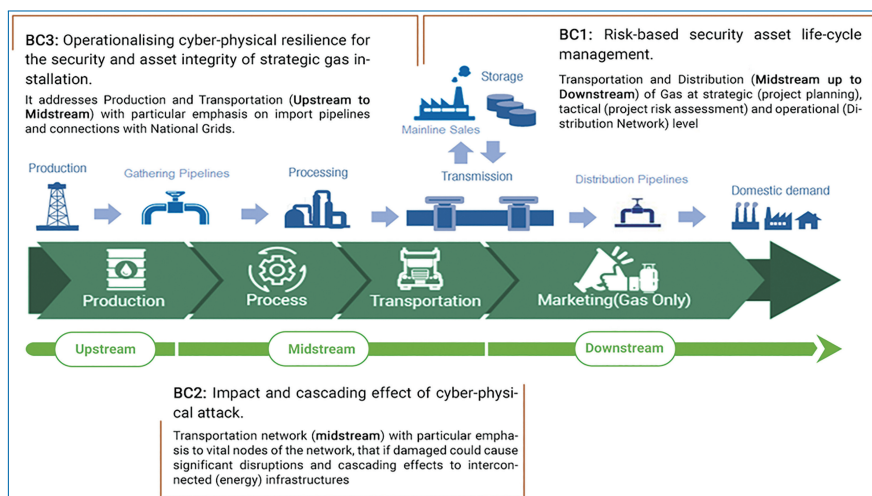 BC3: Operationalising cyber-physical resilience for
the security and asset integrity of strategic gas in-
stallation.
It addresses Production and Transportation (Upstream to
Midstream) with particular emphasis on import pipelines
and connections with National Grids.
BC1: Risk-based security asset life-cycle
management.
Transportation and Distribution (Midstream up to
Downstream) of Gas at strategic (project planning),
tactical (project risk assessment) and operational (Di-
stribution Network) level
Storage
Mainline Sales
Production
Gathering Pipelines
Processing
Transmission
Distribution Pipelines
Domestic demand
Production
Process
Transportation
Marketing(Gas Only)
Upstream
Midstream
Downstream
BC2: Impact and cascading effect of cyber-physi-
cal attack.
Transportation network (midstream) with particular empha-
sis to vital nodes of the network, that if damaged could cause
significant disruptions and cascading effects to intercon-
nected (energy) infrastructures